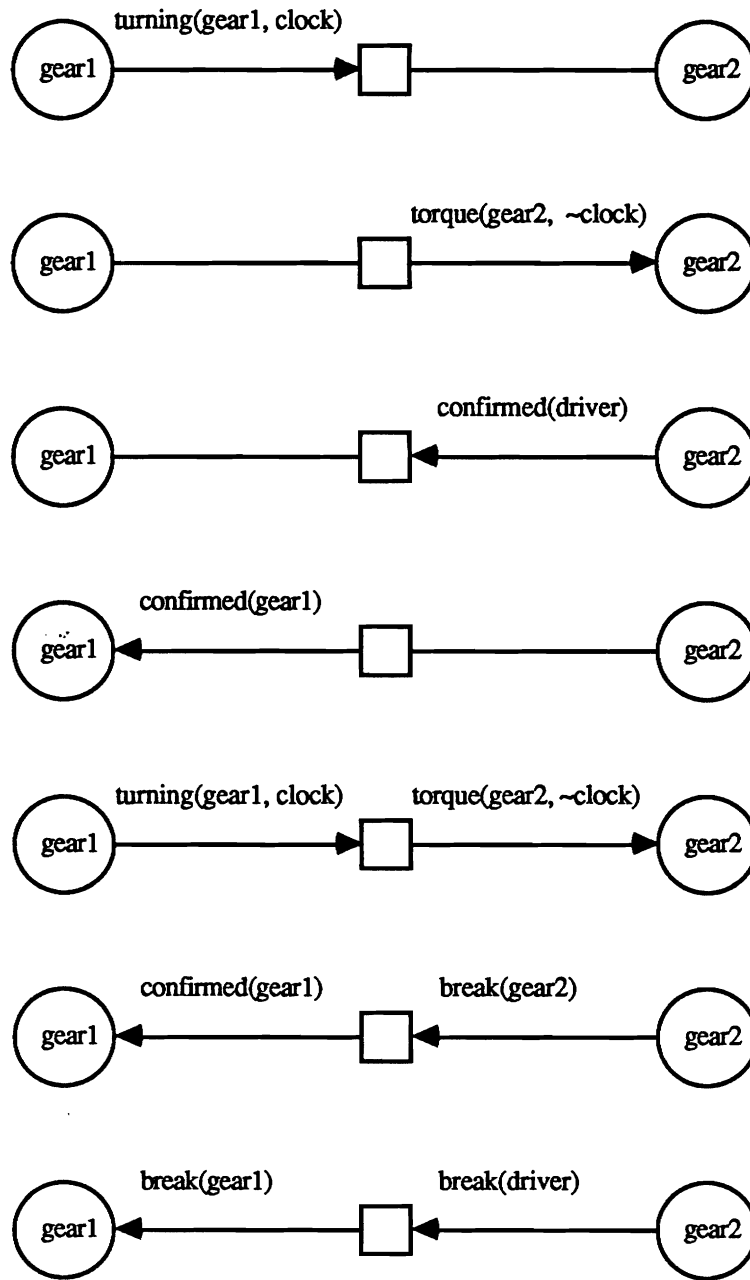 turning(gear1, clock)
gear1 gear2
torque(gear2, ~clock)
gear1 gear2
confirmed(driver)
gear1 gear2
confirmed(gear1)
gear1 gear2
turning(gear1, clock) torque(gear2, ~clock)
gear1 gear2
confirmed(gear1) break(gear2)
gear1 gear2
break(gear1) break(driver)
gear1 gear2